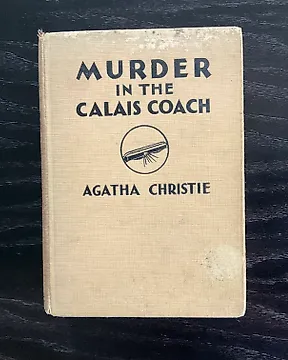 MURDER
IN THE
CALAIS COACH
AGATHA CHRISTIE